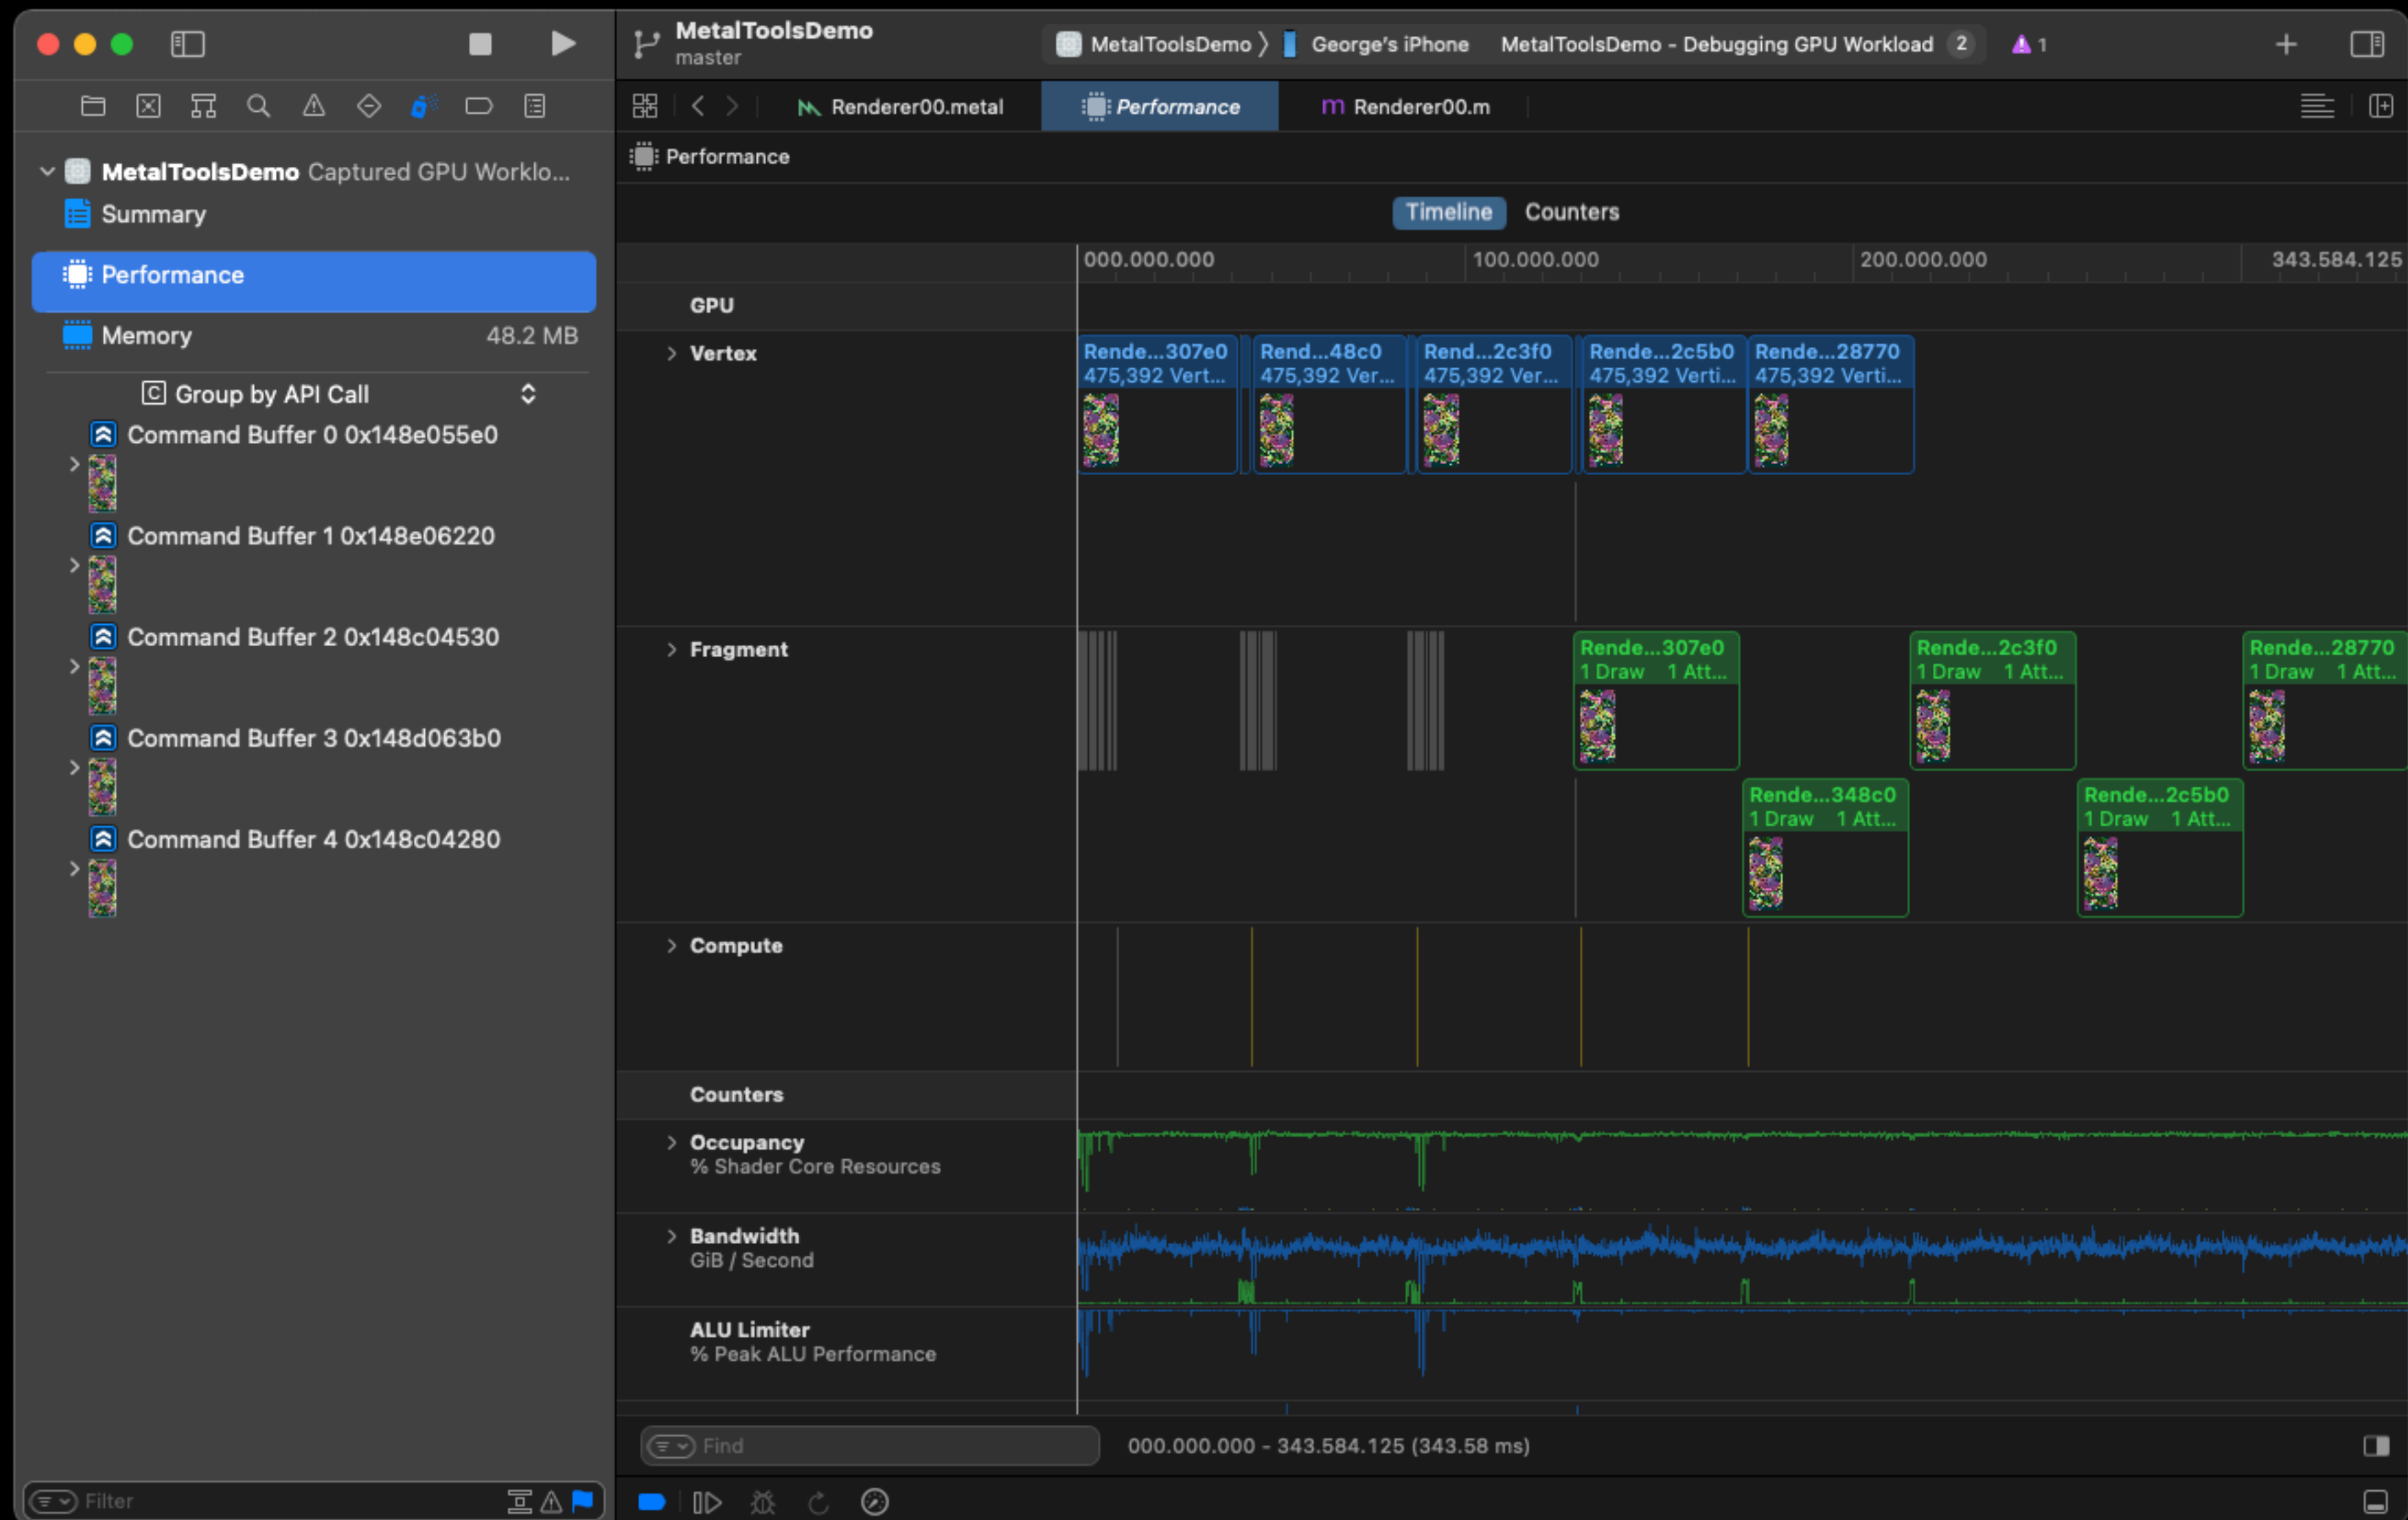 MetalToolsDemo
master
MetalToolsDemo George's iPhone MetalToolsDemo - Debugging GPU Workload 2 1
Renderer00.metal Performance Renderer00.m
Performance
Timeline Counters
MetalToolsDemo Captured GPU Worklo...
Summary
Performance
Memory 48.2 MB
Group by API Call
Command Buffer 0 0x148e055e0
Command Buffer 1 0x148e06220
Command Buffer 2 0x148c04530
Command Buffer 3 0x148d063b0
Command Buffer 4 0x148c04280
Filter
000.000.000 100.000.000 200.000.000 343.584.125
GPU
Vertex
Rende...307e0 Rend...48c0 Rend...2c3f0 Rende...2c5b0 Rende...28770
475,392 Vert... 475,392 Ver... 475,392 Ver... 475,392 Verti... 475,392 Verti...
Fragment
Rende...307e0 Rende...2c3f0 Rende...28770
1 Draw 1 Att... 1 Draw 1 Att... 1 Draw 1 Att...
Rende...348c0 Rende...2c5b0
1 Draw 1 Att... 1 Draw 1 Att...
Compute
Counters
Occupancy
% Shader Core Resources
Bandwidth
GiB / Second
ALU Limiter
% Peak ALU Performance
Find 000.000.000 - 343.584.125 (343.58 ms)